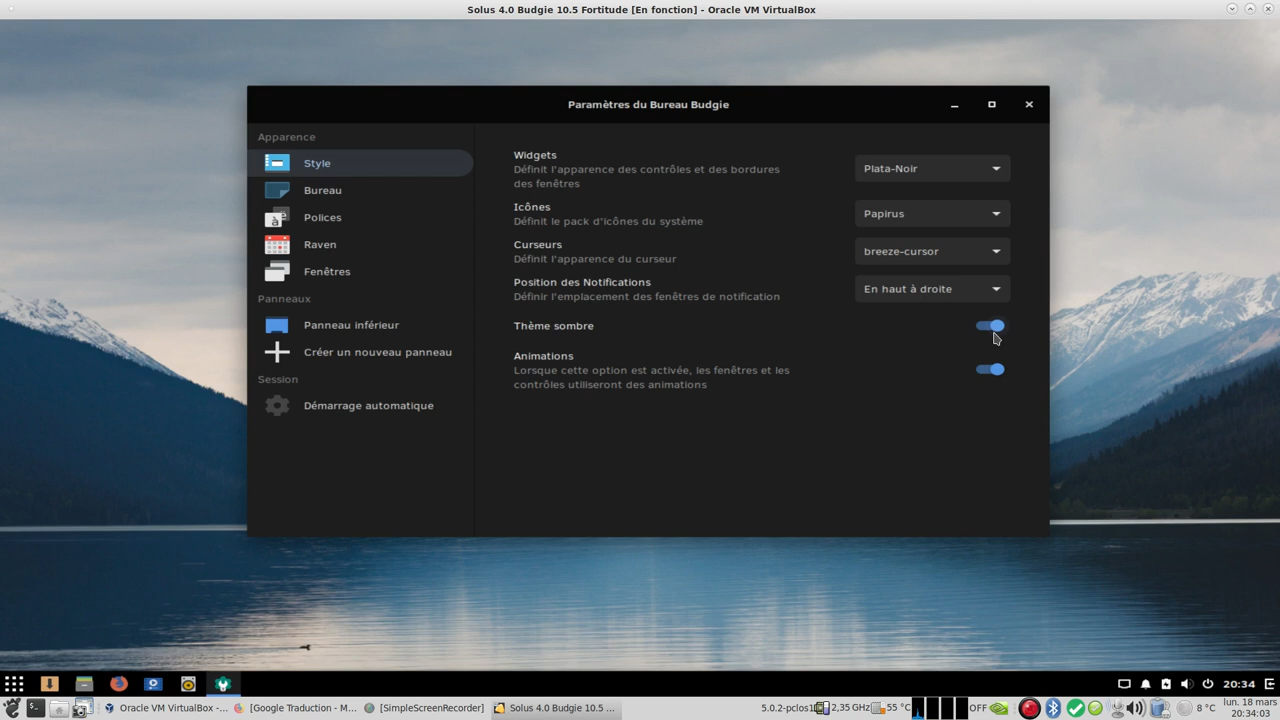 Solus 4.0 Budgie 10.5 Fortitude [En fonction] - Oracle VM VirtualBox
Paramètres du Bureau Budgie
Apparence
Style
Bureau
Polices
Raven
Fenêtres
Panneaux
Panneau inférieur
Créer un nouveau panneau
Session
Démarrage automatique
Widgets
Définit l'apparence des contrôles et des bordures
des fenêtres
Plata-Noir
Icônes
Définit le pack d'icônes du système
Papirus
Curseurs
Définit l'apparence du curseur
breeze-cursor
Position des Notifications
Définir l'emplacement des fenêtres de notification
En haut à droite
Thème sombre
Animations
Lorsque cette option est activée, les fenêtres et les
contrôles utiliseront des animations
20:34
Oracle VM VirtualBox -...
[Google Traduction - M...
[SimpleScreenRecorder]
Solus 4.0 Budgie 10.5 ...
5.0.2-pclos1
2,35 GHz
55 °C
OFF
8 °C
lun. 18 mars
20:34:03